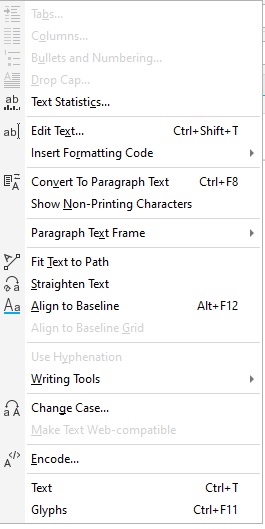 Tabs...
Columns...
Bullets and Numbering...
Drop Cap...
Text Statistics...
Edit Text... Ctrl+Shift+T
Insert Formatting Code
Convert To Paragraph Text Ctrl+F8
Show Non-Printing Characters
Paragraph Text Frame
Fit Text to Path
Straighten Text
Align to Baseline Alt+F12
Align to Baseline Grid
Use Hyphenation
Writing Tools
Change Case...
Make Text Web-compatible
Encode...
Text Ctrl+T
Glyphs Ctrl+F11